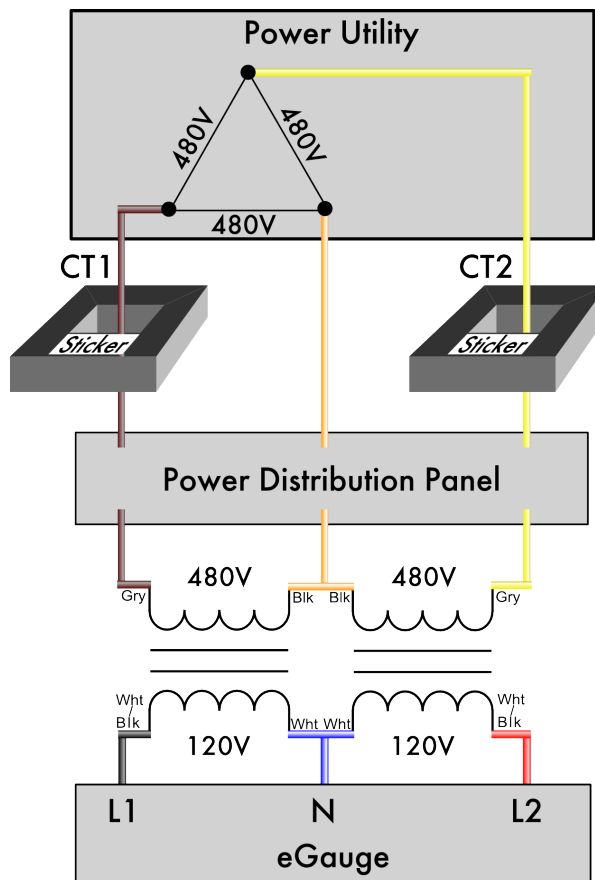 Power Utility
480V
480V
480V
CT1
CT2
Sticker
Sticker
Power Distribution Panel
480V
480V
Gry
Blk
Blk
Gry
Wht
Blk
Wht
Wht
Wht
Blk
120V
120V
L1
N
L2
eGauge